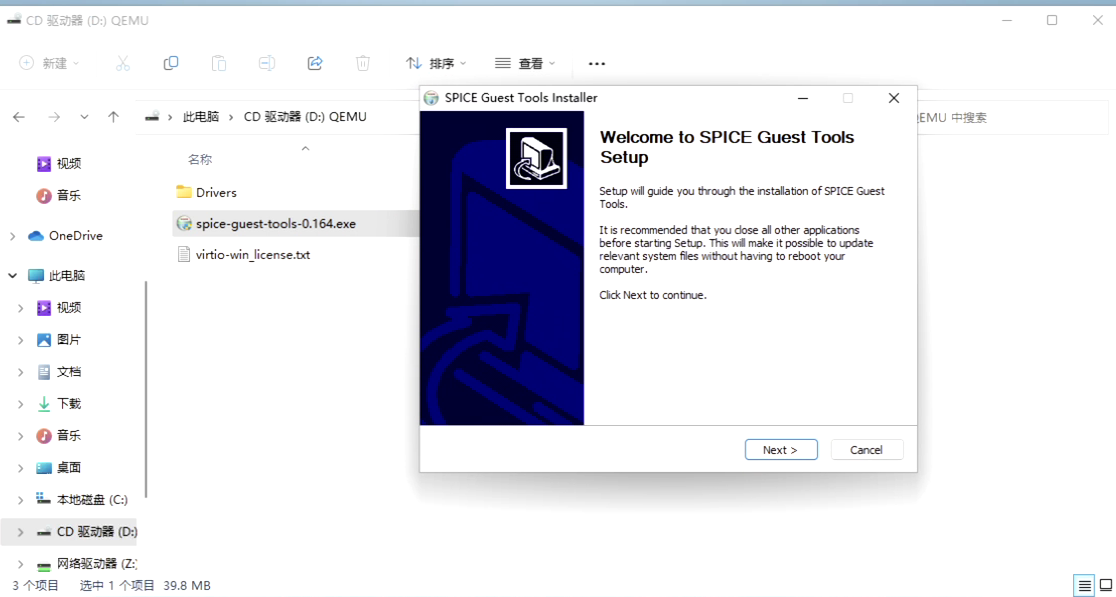 CD 驱动器 (D:) QEMU
新建
排序
查看
此电脑 › CD 驱动器 (D:) QEMU
EMU 中搜索
视频
音乐
OneDrive
此电脑
视频
图片
文档
下载
音乐
桌面
本地磁盘 (C:)
CD 驱动器 (D:)
网络驱动器 (Z:)
名称
Drivers
spice-guest-tools-0.164.exe
virtio-win_license.txt
SPICE Guest Tools Installer
Welcome to SPICE Guest Tools
Setup
Setup will guide you through the installation of SPICE Guest
Tools.
It is recommended that you close all other applications
before starting Setup. This will make it possible to update
relevant system files without having to reboot your
computer.
Click Next to continue.
Next >
Cancel
3 个项目
选中 1 个项目 39.8 MB